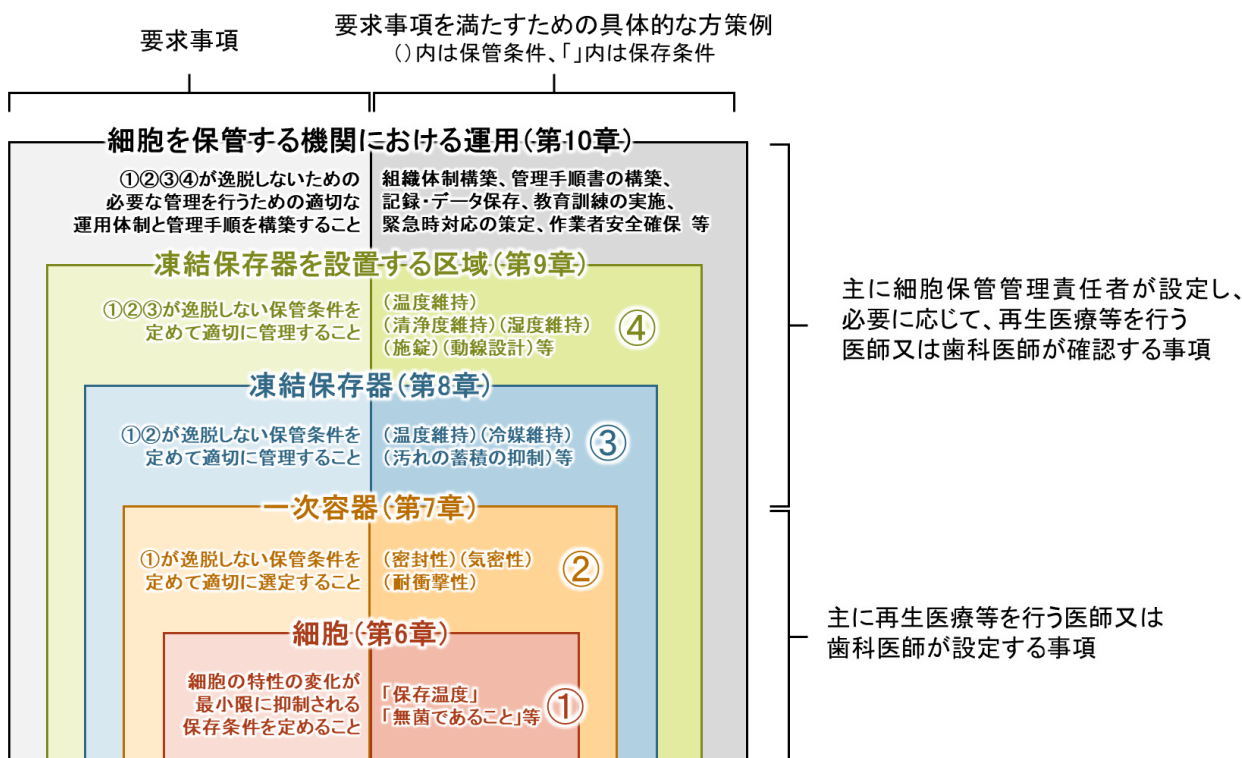 要求事項
要求事項を満たすための具体的な方策例
()内は保管条件、「」内は保存条件
細胞を保管する機関における運用(第10章)
①②③④が逸脱しないための
必要な管理を行うための適切な
運用体制と管理手順を構築すること
組織体制構築、管理手順書の構築、
記録・データ保存、教育訓練の実施、
緊急時対応の策定、作業者安全確保 等
凍結保存器を設置する区域(第9章)
①②③が逸脱しない保管条件を
定めて適切に管理すること
(温度維持)
(清浄度維持)(湿度維持)
(施錠)(動線設計)等
④
凍結保存器(第8章)
①②が逸脱しない保管条件を
定めて適切に管理すること
(温度維持)(冷媒維持)
(汚れの蓄積の抑制)等
③
一次容器(第7章)
①が逸脱しない保管条件を
定めて適切に選定すること
(密封性)(気密性)
(耐衝撃性)
②
細胞(第6章)
細胞の特性の変化が
最小限に抑制される
保存条件を定めること
「保存温度」
「無菌であること」等
①
主に細胞保管管理責任者が設定し、
必要に応じて、再生医療等を行う
医師又は歯科医師が確認する事項
主に再生医療等を行う医師又は
歯科医師が設定する事項